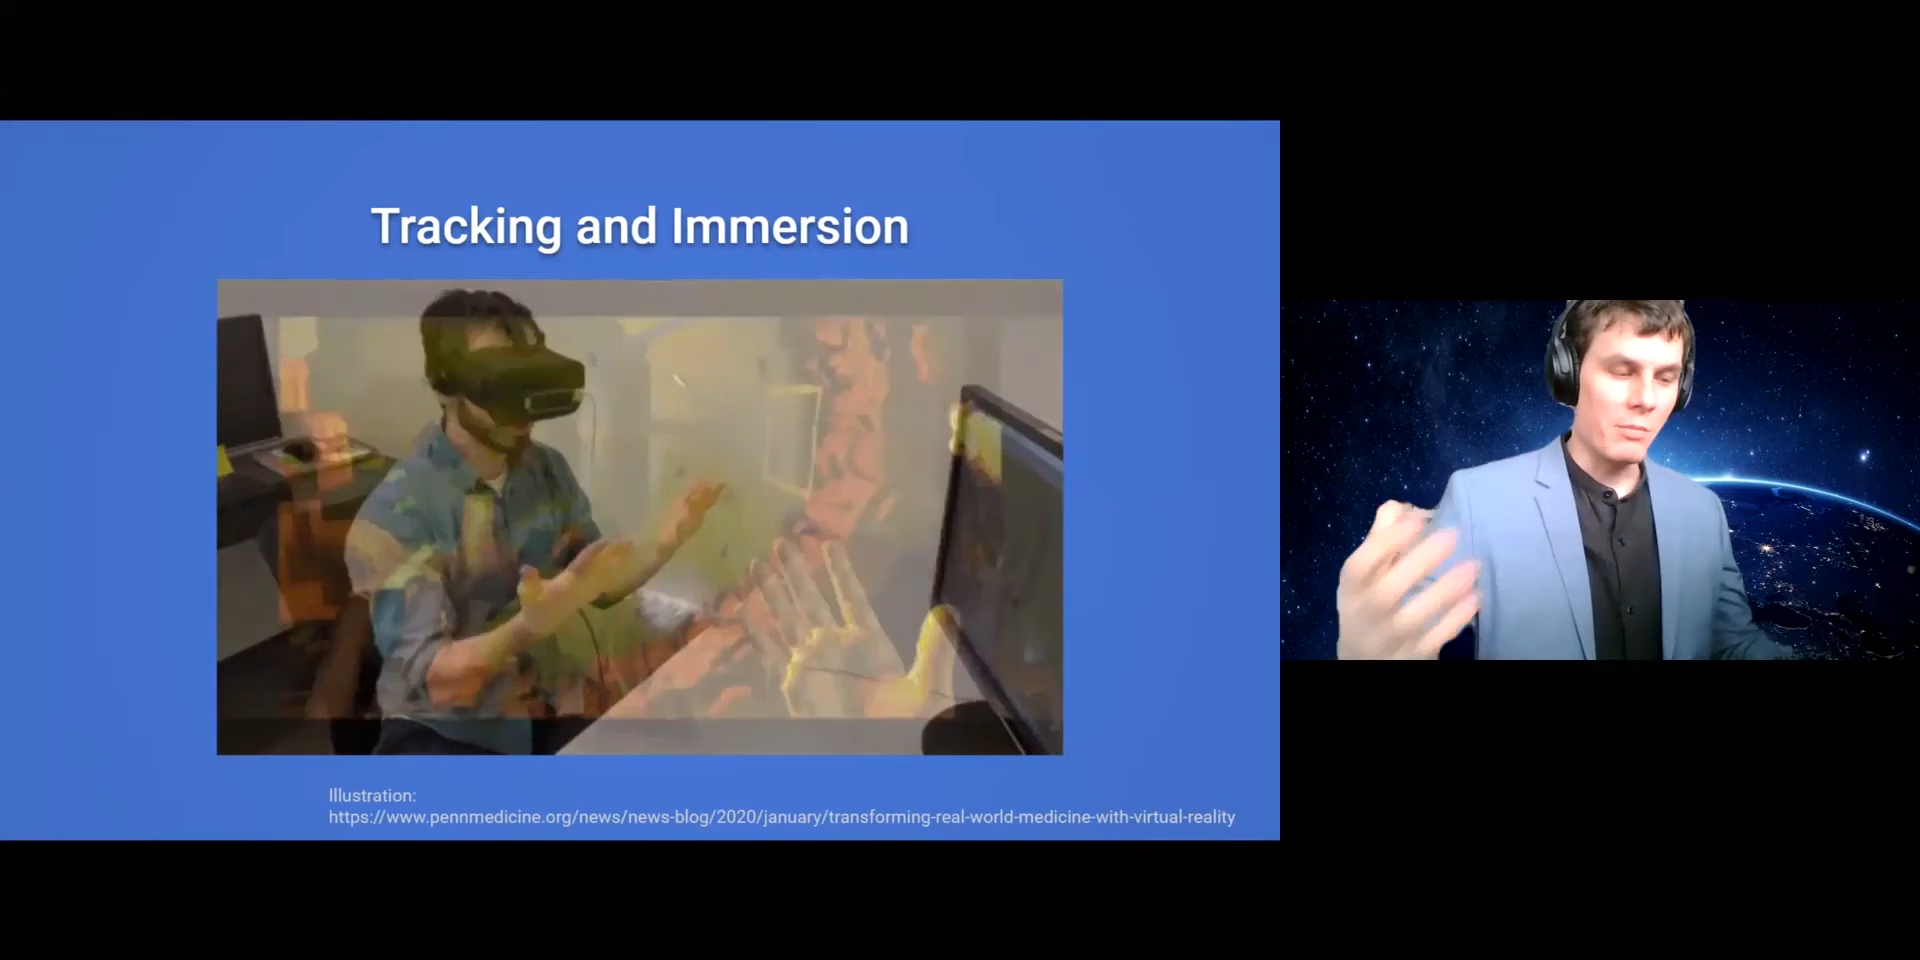 Tracking and Immersion
Illustration:
https://www.pennmedicine.org/news/news-blog/2020/january/transforming-real-world-medicine-with-virtual-reality